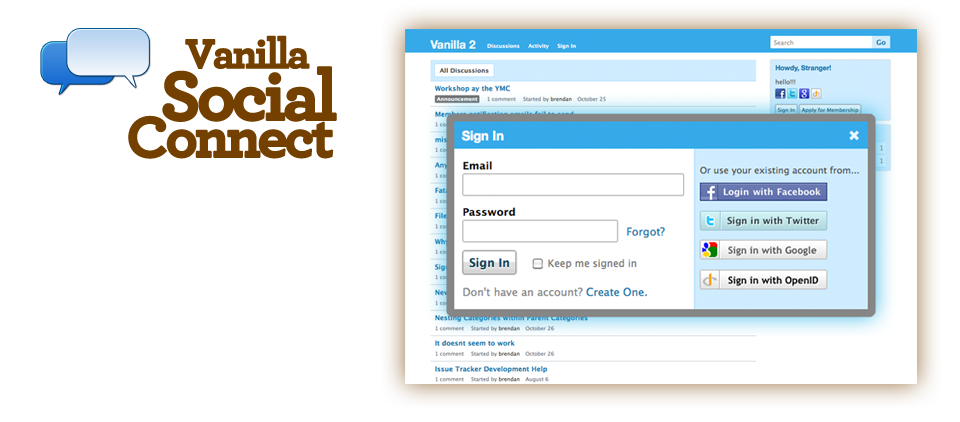 Vanilla
Social
Connect
Vanilla 2 Discussions Activity Sign In
Search Go
All Discussions
Howdy, Stranger!
hello!!!
Sign In Apply for Membership
Workshop ay the YMC
Announcement 1 comment Started by brendan October 25
Sign In
Email
Password
Forgot?
Sign In Keep me signed in
Don't have an account? Create One.
Or use your existing account from...
Login with Facebook
Sign in with Twitter
Sign in with Google
Sign in with OpenID
1
1
Nesting Categories within Parent Categories
1 comment Started by brendan October 26
It doesnt seem to work
1 comment Started by brendan October 26
Issue Tracker Development Help
1 comment Started by brendan August 6